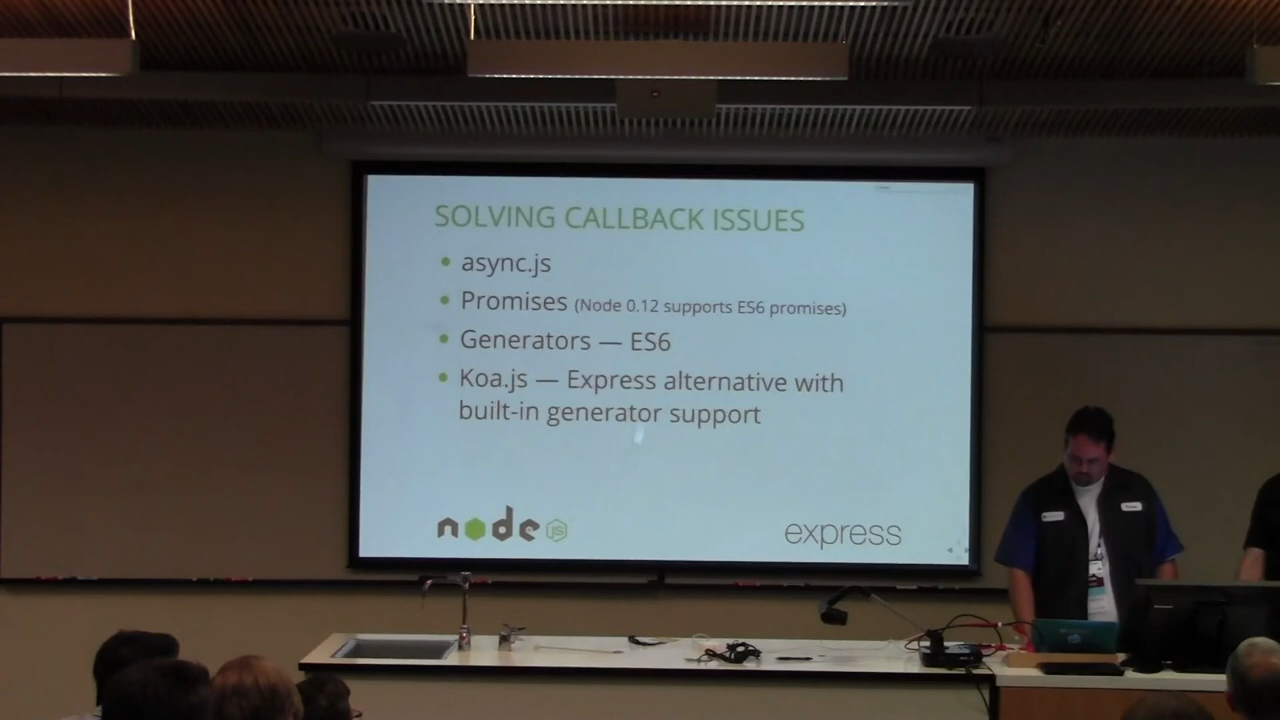 SOLVING CALLBACK ISSUES
async.js
Promises (Node 0.12 supports ES6 promises)
Generators — ES6
Koa.js — Express alternative with
built-in generator support
node JS
express